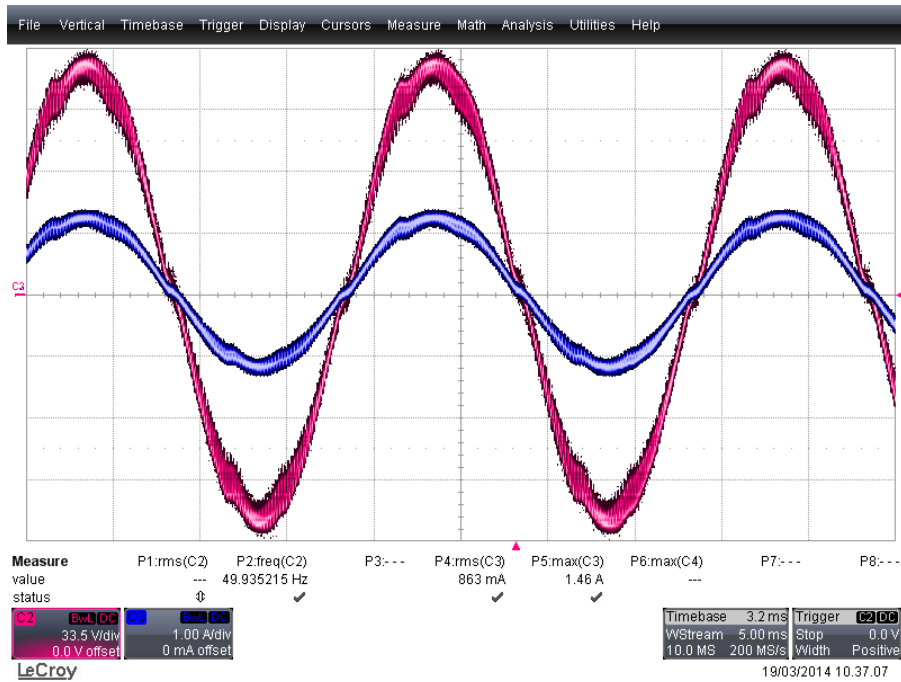 File Vertical Timebase Trigger Display Cursors Measure Math Analysis Utilities Help
C3
Measure P1:rms(C2) P2:freq(C2) P3:- - - P4:rms(C3) P5:max(C3) P6:max(C4) P7:- - - P8:- - -
value --- 49.935215 Hz 863 mA 1.46 A ---
status
C2 BwL DC
33.5 V/div
0.0 V offset
C3 BwL DC
1.00 A/div
0 mA offset
Timebase 3.2 ms
WStream 5.00 ms
10.0 MS 200 MS/s
Trigger C2 DC
Stop 0.0 V
Width Positive
LeCroy
19/03/2014 10.37.07